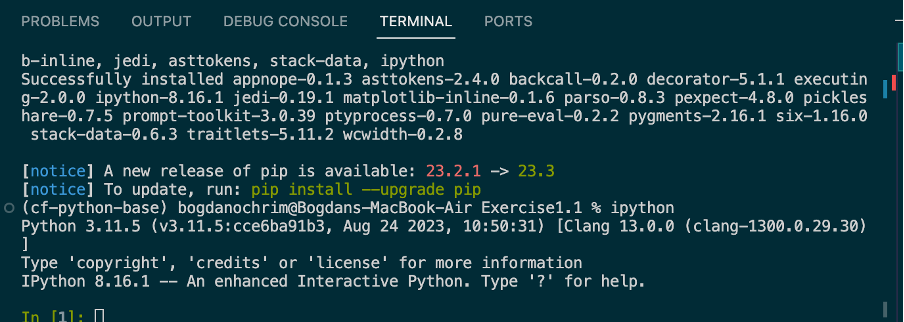 PROBLEMS OUTPUT DEBUG CONSOLE TERMINAL PORTS
b-inline, jedi, asttokens, stack-data, ipython
Successfully installed appnope-0.1.3 asttokens-2.4.0 backcall-0.2.0 decorator-5.1.1 executin
g-2.0.0 ipython-8.16.1 jedi-0.19.1 matplotlib-inline-0.1.6 parso-0.8.3 pexpect-4.8.0 pickles
hare-0.7.5 prompt-toolkit-3.0.39 ptyprocess-0.7.0 pure-eval-0.2.2 pygments-2.16.1 six-1.16.0
stack-data-0.6.3 traitlets-5.11.2 wcwidth-0.2.8
[notice] A new release of pip is available: 23.2.1 -> 23.3
[notice] To update, run: pip install --upgrade pip
(cf-python-base) bogdanochrim@Bogdans-MacBook-Air Exercise1.1 % ipython
Python 3.11.5 (v3.11.5:cce6ba91b3, Aug 24 2023, 10:50:31) [Clang 13.0.0 (clang-1300.0.29.30)
]
Type 'copyright', 'credits' or 'license' for more information
IPython 8.16.1 -- An enhanced Interactive Python. Type '?' for help.
In [1]: